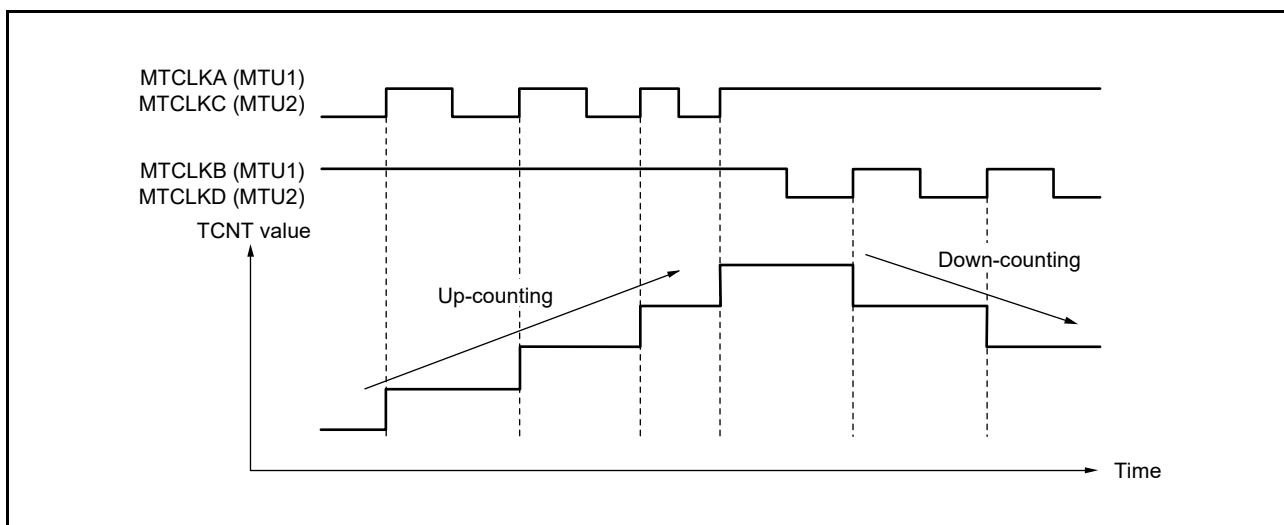 MTCLKA (MTU1)
MTCLKC (MTU2)
MTCLKB (MTU1)
MTCLKD (MTU2)
TCNT value
Down-counting
Up-counting
Time